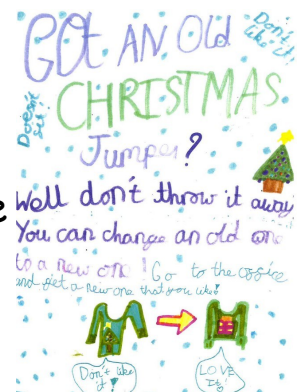 GOt AN Old
Don't like it!
Doesn't suit!
CHRISTMAS
Jumper?
Well don't throw it away
You can change an old one
to a new one! Go to the office
and get a new one that you like!
Don't like it!
LOVE It!